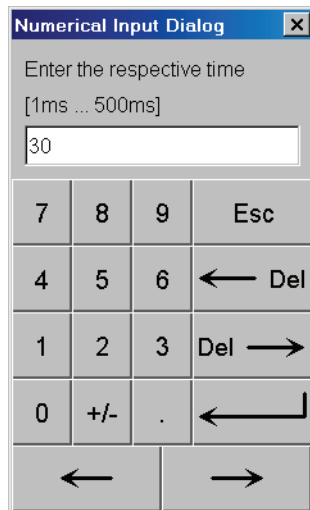 Numerical Input Dialog
Enter the respective time
[1ms ... 500ms]
30
7 8 9 Esc
4 5 6 ← Del
1 2 3 Del →
0 +/- .
← →